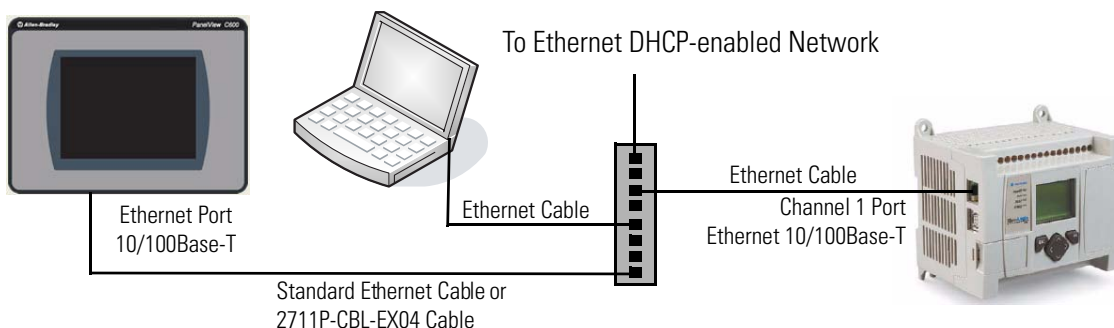 Allen-Bradley
PanelView C600
To Ethernet DHCP-enabled Network
Ethernet Cable
Channel 1 Port
Ethernet 10/100Base-T
Ethernet Cable
Ethernet Port
10/100Base-T
Standard Ethernet Cable or
2711P-CBL-EX04 Cable